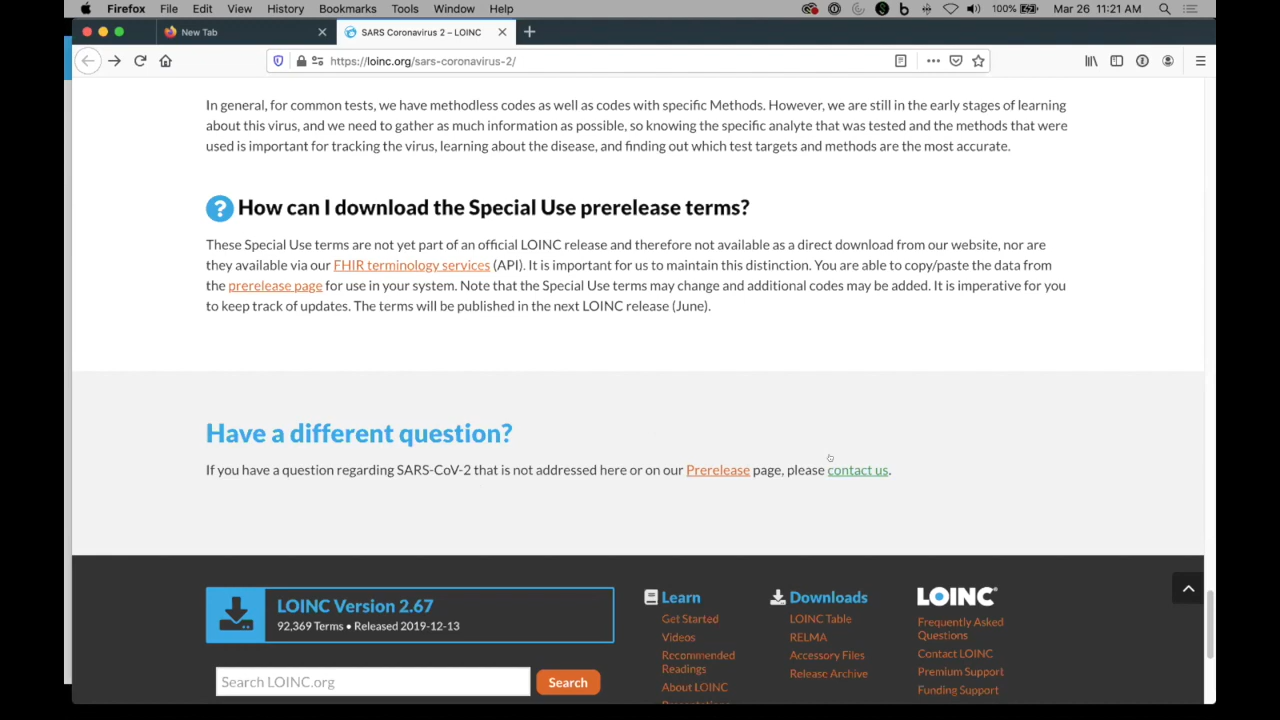 Firefox File Edit View History Bookmarks Tools Window Help 100% Mar 26 11:21 AM
New Tab SARS Coronavirus 2 – LOINC
https://loinc.org/sars-coronavirus-2/
In general, for common tests, we have methodless codes as well as codes with specific Methods. However, we are still in the early stages of learning
about this virus, and we need to gather as much information as possible, so knowing the specific analyte that was tested and the methods that were
used is important for tracking the virus, learning about the disease, and finding out which test targets and methods are the most accurate.
? How can I download the Special Use prerelease terms?
These Special Use terms are not yet part of an official LOINC release and therefore not available as a direct download from our website, nor are
they available via our FHIR terminology services (API). It is important for us to maintain this distinction. You are able to copy/paste the data from
the prerelease page for use in your system. Note that the Special Use terms may change and additional codes may be added. It is imperative for you
to keep track of updates. The terms will be published in the next LOINC release (June).
Have a different question?
If you have a question regarding SARS-CoV-2 that is not addressed here or on our Prerelease page, please contact us.
LOINC Version 2.67
92,369 Terms • Released 2019-12-13
Search LOINC.org Search
Learn
Get Started
Videos
Recommended
Readings
About LOINC
Presentations
Downloads
LOINC Table
RELMA
Accessory Files
Release Archive
LOINC
Frequently Asked
Questions
Contact LOINC
Premium Support
Funding Support